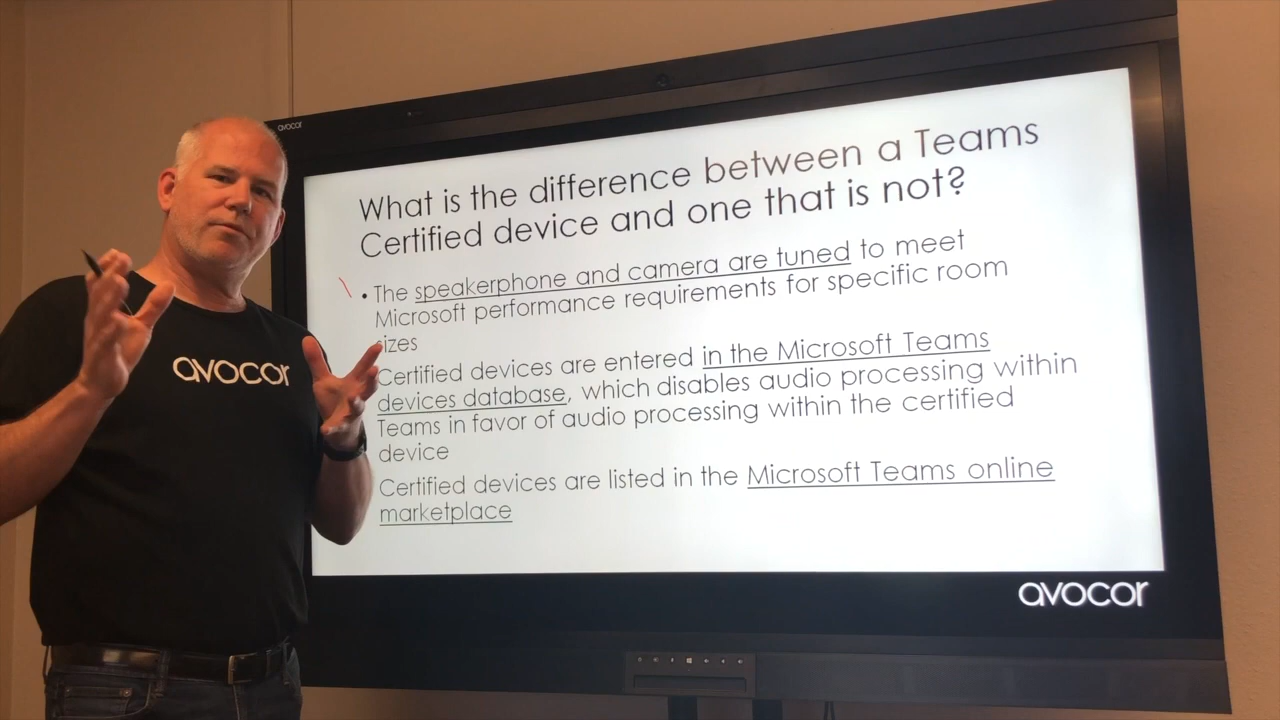 avocor
What is the difference between a Teams
Certified device and one that is not?
• The speakerphone and camera are tuned to meet
Microsoft performance requirements for specific room
sizes
Certified devices are entered in the Microsoft Teams
devices database, which disables audio processing within
Teams in favor of audio processing within the certified
device
Certified devices are listed in the Microsoft Teams online
marketplace
avocor
avocor